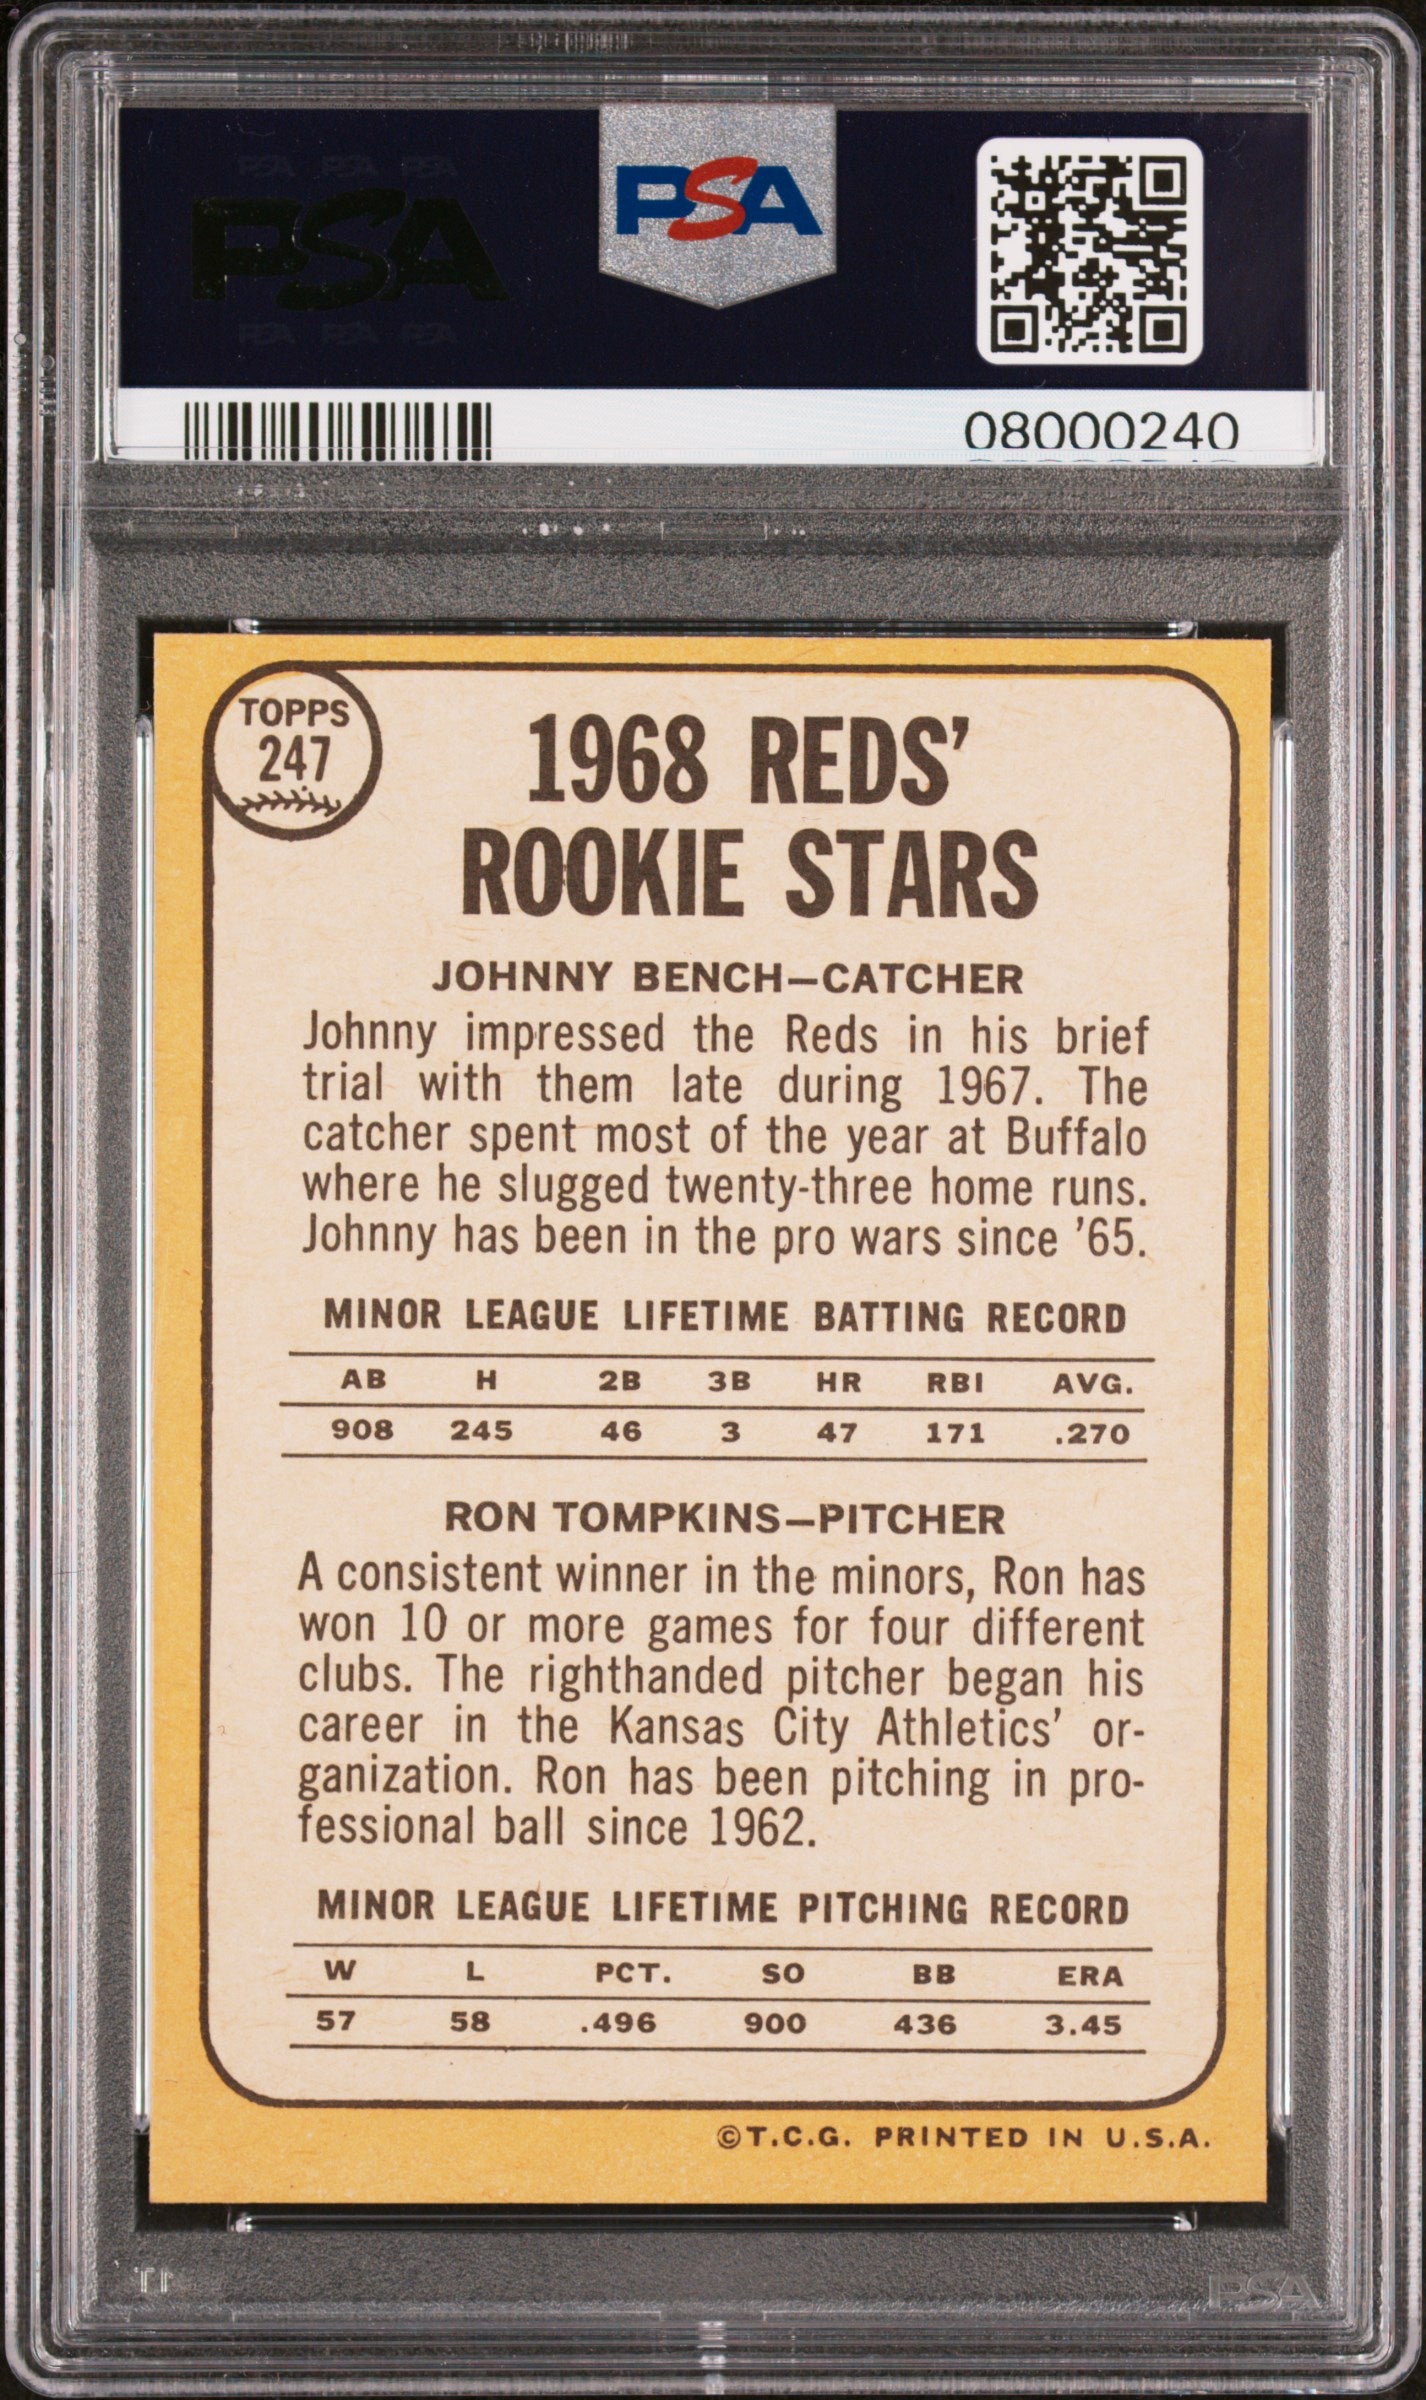 PSA PSA PSA
PSA
PSA PSA PSA
PSA
08000240
TOPPS
247
1968 REDS'
ROOKIE STARS
JOHNNY BENCH—CATCHER
Johnny impressed the Reds in his brief
trial with them late during 1967. The
catcher spent most of the year at Buffalo
where he slugged twenty-three home runs.
Johnny has been in the pro wars since '65.
MINOR LEAGUE LIFETIME BATTING RECORD
AB H 2B 3B HR RBI AVG.
908 245 46 3 47 171 .270
RON TOMPKINS—PITCHER
A consistent winner in the minors, Ron has
won 10 or more games for four different
clubs. The righthanded pitcher began his
career in the Kansas City Athletics' or-
ganization. Ron has been pitching in pro-
fessional ball since 1962.
MINOR LEAGUE LIFETIME PITCHING RECORD
W L PCT. SO BB ERA
57 58 .496 900 436 3.45
©T.C.G. PRINTED IN U.S.A.
PSA